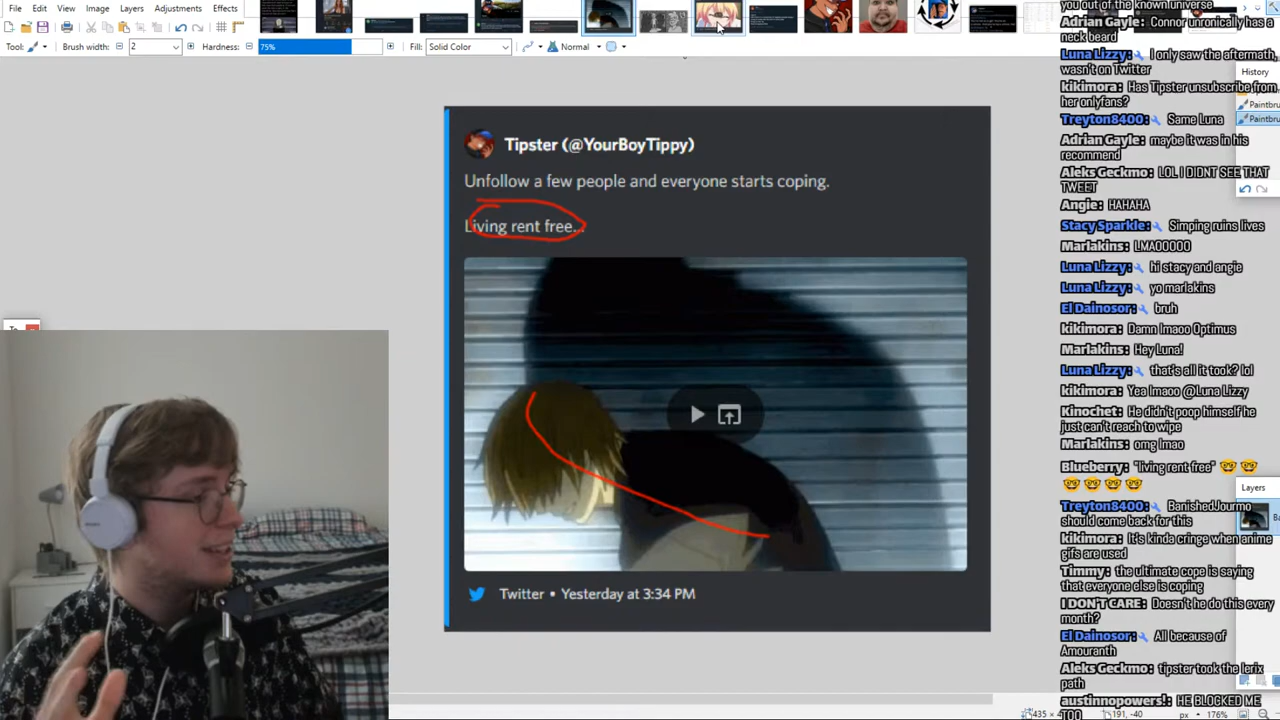 Edit
View
Image
Layers
Adjustments
Effects
Tool:
Brush width:
2
Hardness:
75%
Fill:
Solid Color
Normal
Tipster (@YourBoyTippy)
Unfollow a few people and everyone starts coping.
Living rent free...
Twitter • Yesterday at 3:34 PM
you out of the known universe
Adrian Gayle: Connor unronically has a
neck beard
Luna Lizzy: I only saw the aftermath,
wasn't on Twitter
kikimora: Has Tipster unsubscribe from
her onlyfans?
Treyton8400: Same Luna
Adrian Gayle: maybe it was in his
recommend
Aleks Geckmo: LOL I DIDNT SEE THAT
TWEET
Angie: HAHAHA
Stacy Sparkle: Simping ruins lives
Marlakins: LMAOOOOO
Luna Lizzy: hi stacy and angie
Luna Lizzy: yo marlakins
El Dainosor: bruh
kikimora: Damn lmaoo Optimus
Marlakins: Hey Luna!
Luna Lizzy: that's all it took? lol
kikimora: Yea lmaoo @Luna Lizzy
Kinochet: He didn't poop himself he
just can't reach to wipe
Marlakins: omg lmao
Blueberry: "living rent free" 🤓 🤓
🤓 🤓 🤓 🤓
Treyton8400: BanishedJourmo
should come back for this
kikimora: It's kinda cringe when anime
gifs are used
Timmy: the ultimate cope is saying
that everyone else is coping
I DON'T CARE: Doesn't he do this every
month?
El Dainosor: All because of
Amouranth
Aleks Geckmo: tipster took the lerix
path
austinnopowers!: HE BLOCKED ME
TOO
History
Paintbru
Paintbru
Layers
191, -40
px
176%